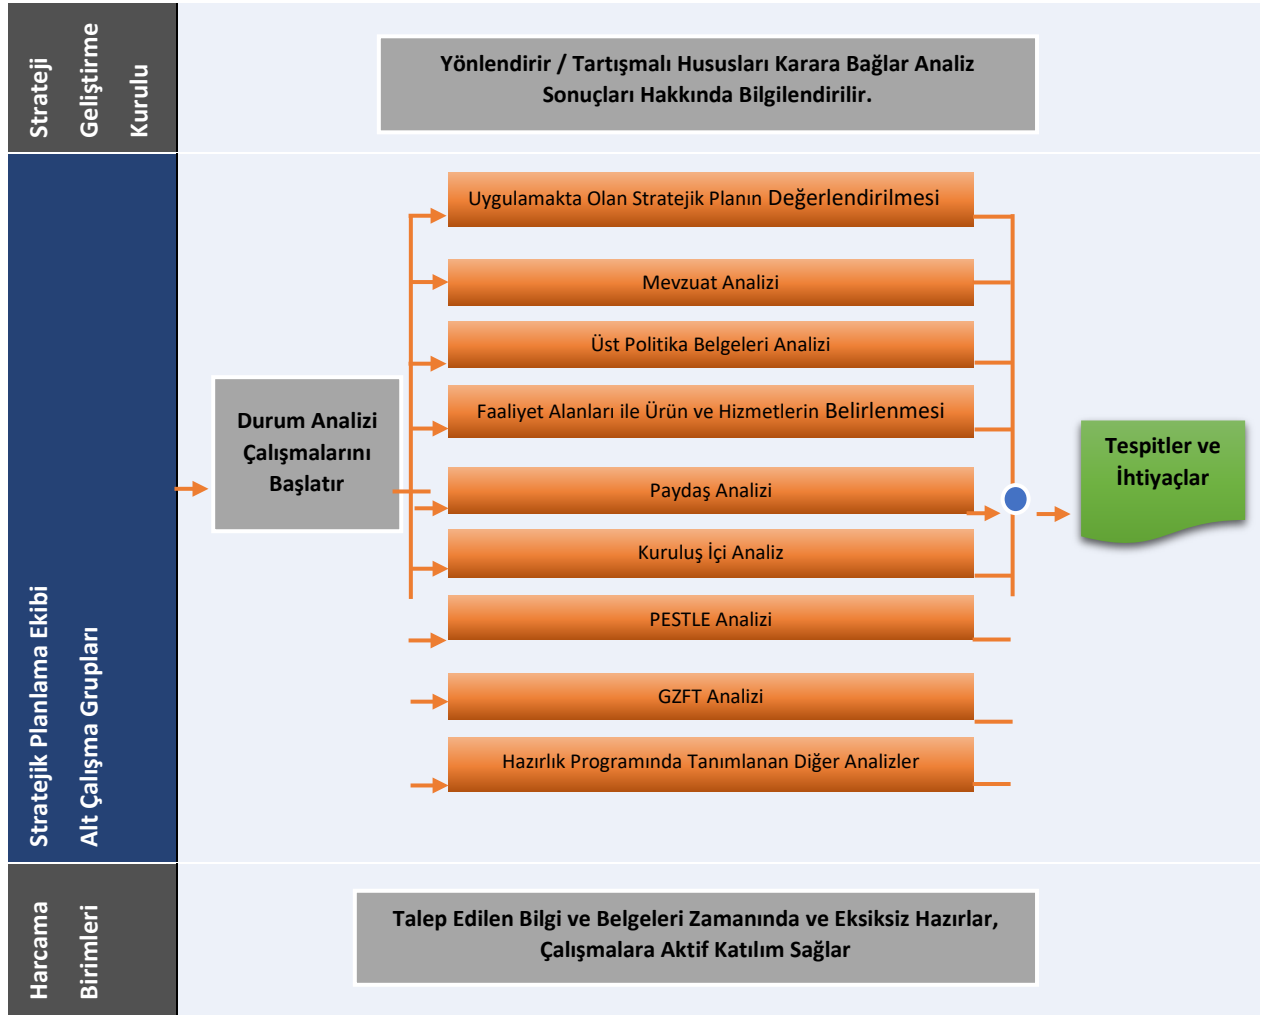 Strateji
Geliştirme
Kurulu
Yönlendirir / Tartışmalı Hususları Karara Bağlar Analiz
Sonuçları Hakkında Bilgilendirilir.
Stratejik Planlama Ekibi
Alt Çalışma Grupları
Durum Analizi
Çalışmalarını
Başlatır
Uygulamakta Olan Stratejik Planın Değerlendirilmesi
Mevzuat Analizi
Üst Politika Belgeleri Analizi
Faaliyet Alanları ile Ürün ve Hizmetlerin Belirlenmesi
Paydaş Analizi
Kuruluş İçi Analiz
PESTLE Analizi
GZFT Analizi
Hazırlık Programında Tanımlanan Diğer Analizler
Tespitler ve
İhtiyaçlar
Harcama
Birimleri
Talep Edilen Bilgi ve Belgeleri Zamanında ve Eksiksiz Hazırlar,
Çalışmalara Aktif Katılım Sağlar